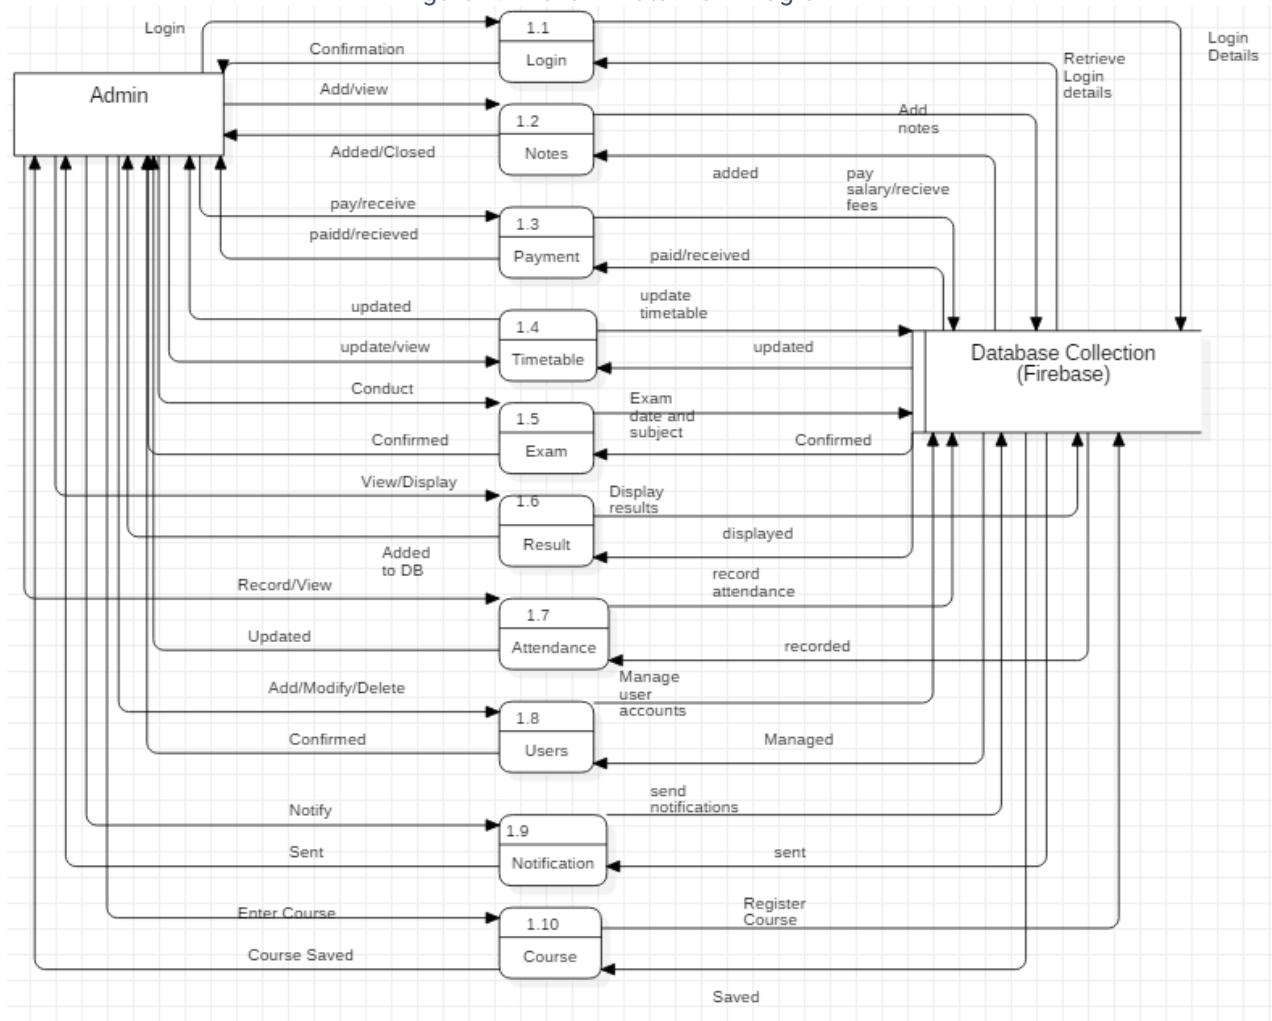 Login
1.1
Login
Details
Confirmation
Login
Retrieve
Login
details
Admin
Add/view
1.2
Add
notes
Added/Closed
Notes
added
pay
salary/recieve
fees
pay/receive
1.3
paidd/recieved
Payment
paid/received
update
timetable
updated
1.4
update/view
Timetable
updated
Database Collection
(Firebase)
Conduct
1.5
Exam
date and
subject
Confirmed
Exam
Confirmed
View/Display
1.6
Display
results
Result
displayed
Added
to DB
record
attendance
Record/View
1.7
Updated
Attendance
recorded
Manage
user
accounts
Add/Modify/Delete
1.8
Confirmed
Users
Managed
send
notifications
Notify
1.9
Sent
Notification
sent
Register
Course
Enter Course
1.10
Course Saved
Course
Saved